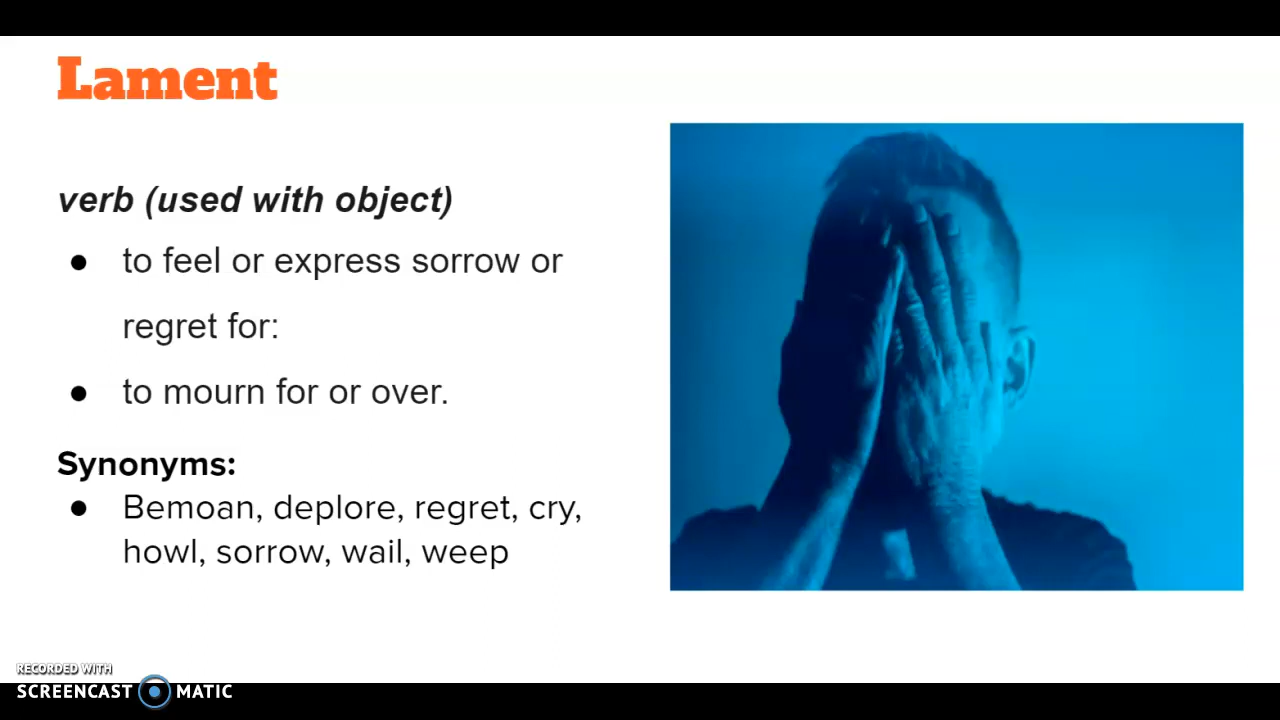 Lament
verb (used with object)
● to feel or express sorrow or
regret for:
● to mourn for or over.
Synonyms:
● Bemoan, deplore, regret, cry,
howl, sorrow, wail, weep
RECORDED WITH
SCREENCAST MATIC